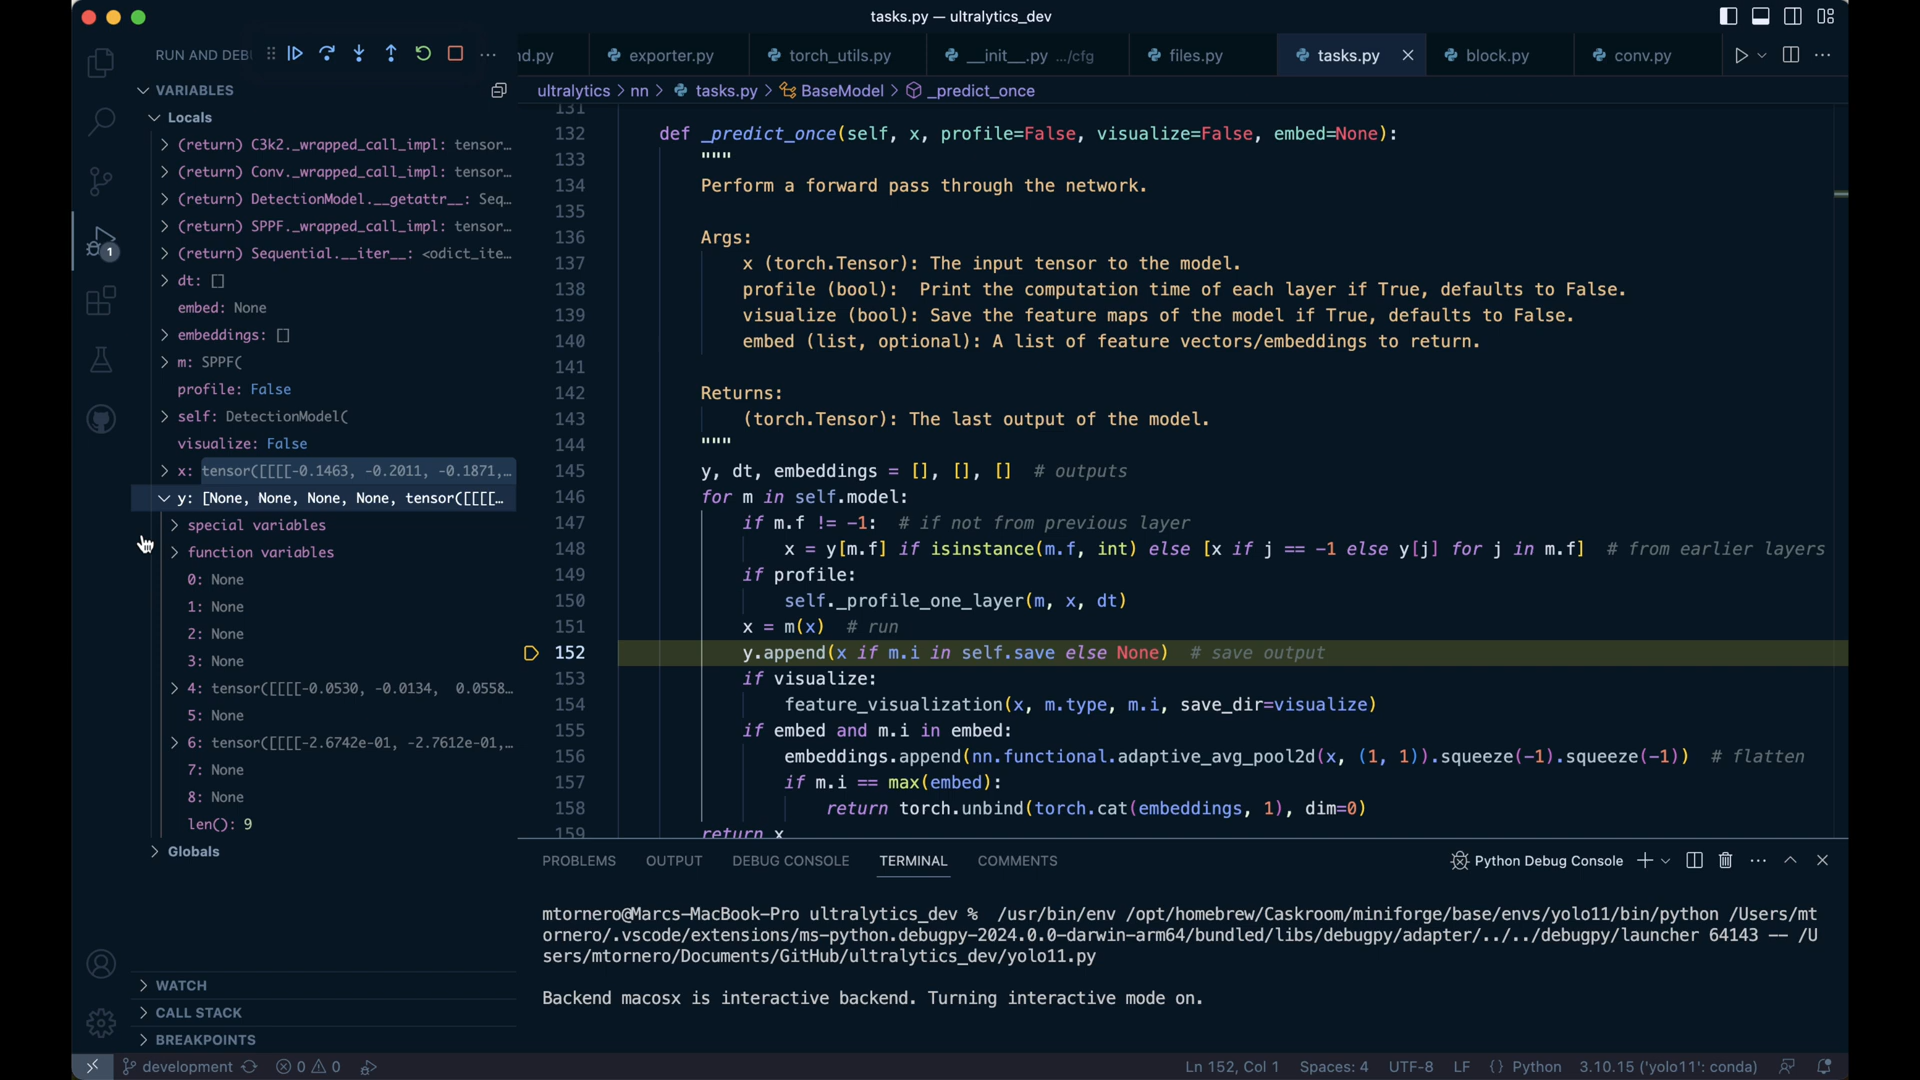 tasks.py — ultralytics_dev
RUN AND DEBU
nd.py
exporter.py
torch_utils.py
__init__.py .../cfg
files.py
tasks.py
block.py
conv.py
ultralytics > nn > tasks.py > BaseModel > _predict_once
VARIABLES
Locals
(return) C3k2._wrapped_call_impl: tensor…
(return) Conv._wrapped_call_impl: tensor…
(return) DetectionModel.__getattr__: Seq…
(return) SPPF._wrapped_call_impl: tensor…
(return) Sequential.__iter__: <odict_ite…
dt: []
embed: None
embeddings: []
m: SPPF(
profile: False
self: DetectionModel(
visualize: False
x: tensor([[[[-0.1463, -0.2011, -0.1871,…
y: [None, None, None, None, tensor([[[[…
special variables
function variables
0: None
1: None
2: None
3: None
4: tensor([[[[-0.0530, -0.0134, 0.0558…
5: None
6: tensor([[[[-2.6742e-01, -2.7612e-01,…
7: None
8: None
len(): 9
Globals
WATCH
CALL STACK
BREAKPOINTS
1
131
132 def _predict_once(self, x, profile=False, visualize=False, embed=None):
133 """
134 Perform a forward pass through the network.
135
136 Args:
137 x (torch.Tensor): The input tensor to the model.
138 profile (bool):  Print the computation time of each layer if True, defaults to False.
139 visualize (bool): Save the feature maps of the model if True, defaults to False.
140 embed (list, optional): A list of feature vectors/embeddings to return.
141
142 Returns:
143 (torch.Tensor): The last output of the model.
144 """
145 y, dt, embeddings = [], [], []  # outputs
146 for m in self.model:
147 if m.f != -1:  # if not from previous layer
148 x = y[m.f] if isinstance(m.f, int) else [x if j == -1 else y[j] for j in m.f]  # from earlier layers
149 if profile:
150 self._profile_one_layer(m, x, dt)
151 x = m(x)  # run
152 y.append(x if m.i in self.save else None)  # save output
153 if visualize:
154 feature_visualization(x, m.type, m.i, save_dir=visualize)
155 if embed and m.i in embed:
156 embeddings.append(nn.functional.adaptive_avg_pool2d(x, (1, 1)).squeeze(-1).squeeze(-1))  # flatten
157 if m.i == max(embed):
158 return torch.unbind(torch.cat(embeddings, 1), dim=0)
159 return x
PROBLEMS OUTPUT DEBUG CONSOLE TERMINAL COMMENTS
Python Debug Console
mtornero@Marcs-MacBook-Pro ultralytics_dev %  /usr/bin/env /opt/homebrew/Caskroom/miniforge/base/envs/yolo11/bin/python /Users/mt
ornero/.vscode/extensions/ms-python.debugpy-2024.0.0-darwin-arm64/bundled/libs/debugpy/adapter/../../debugpy/launcher 64143 -- /U
sers/mtornero/Documents/GitHub/ultralytics_dev/yolo11.py
Backend macosx is interactive backend. Turning interactive mode on.
development 0 0
Ln 152, Col 1 Spaces: 4 UTF-8 LF {} Python 3.10.15 ('yolo11': conda)